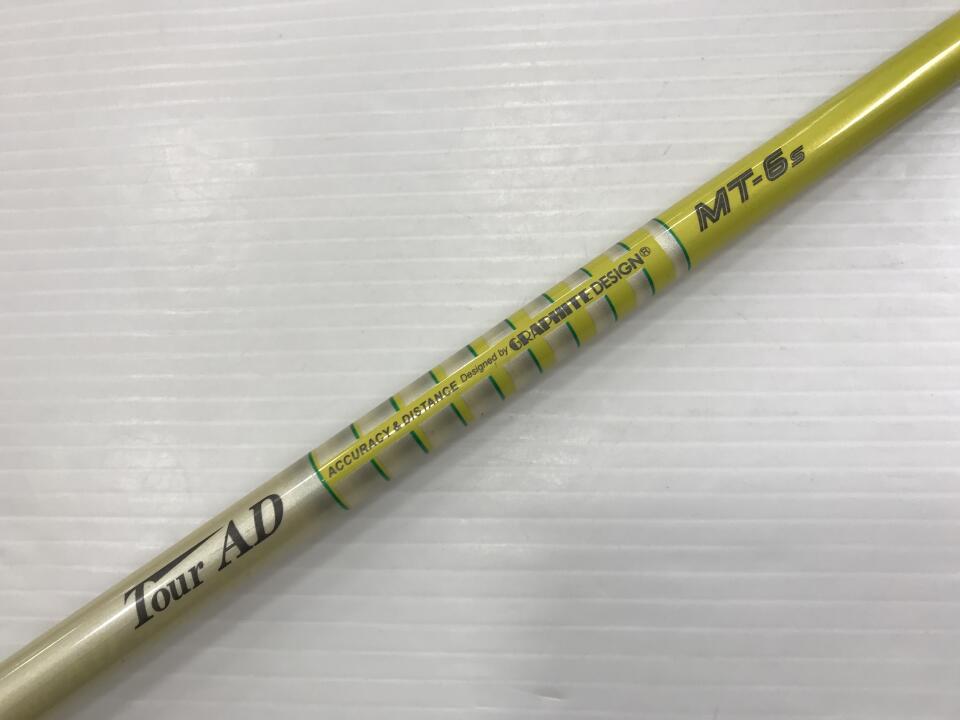 Tour AD
ACCURACY & DISTANCE Designed by GRAPHITE DESIGN®
MT-6s